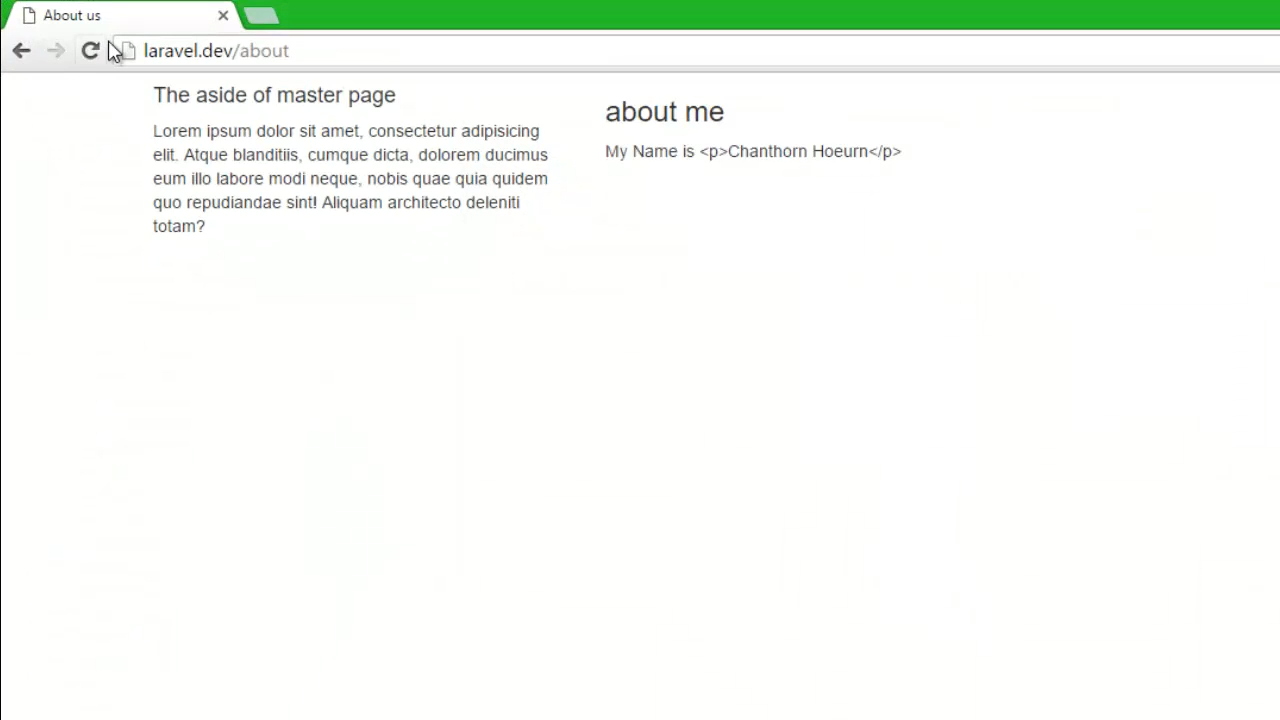 About us
laravel.dev/about
The aside of master page
Lorem ipsum dolor sit amet, consectetur adipisicing
elit. Atque blanditiis, cumque dicta, dolorem ducimus
eum illo labore modi neque, nobis quae quia quidem
quo repudiandae sint! Aliquam architecto deleniti
totam?
about me
My Name is <p>Chanthorn Hoeurn</p>